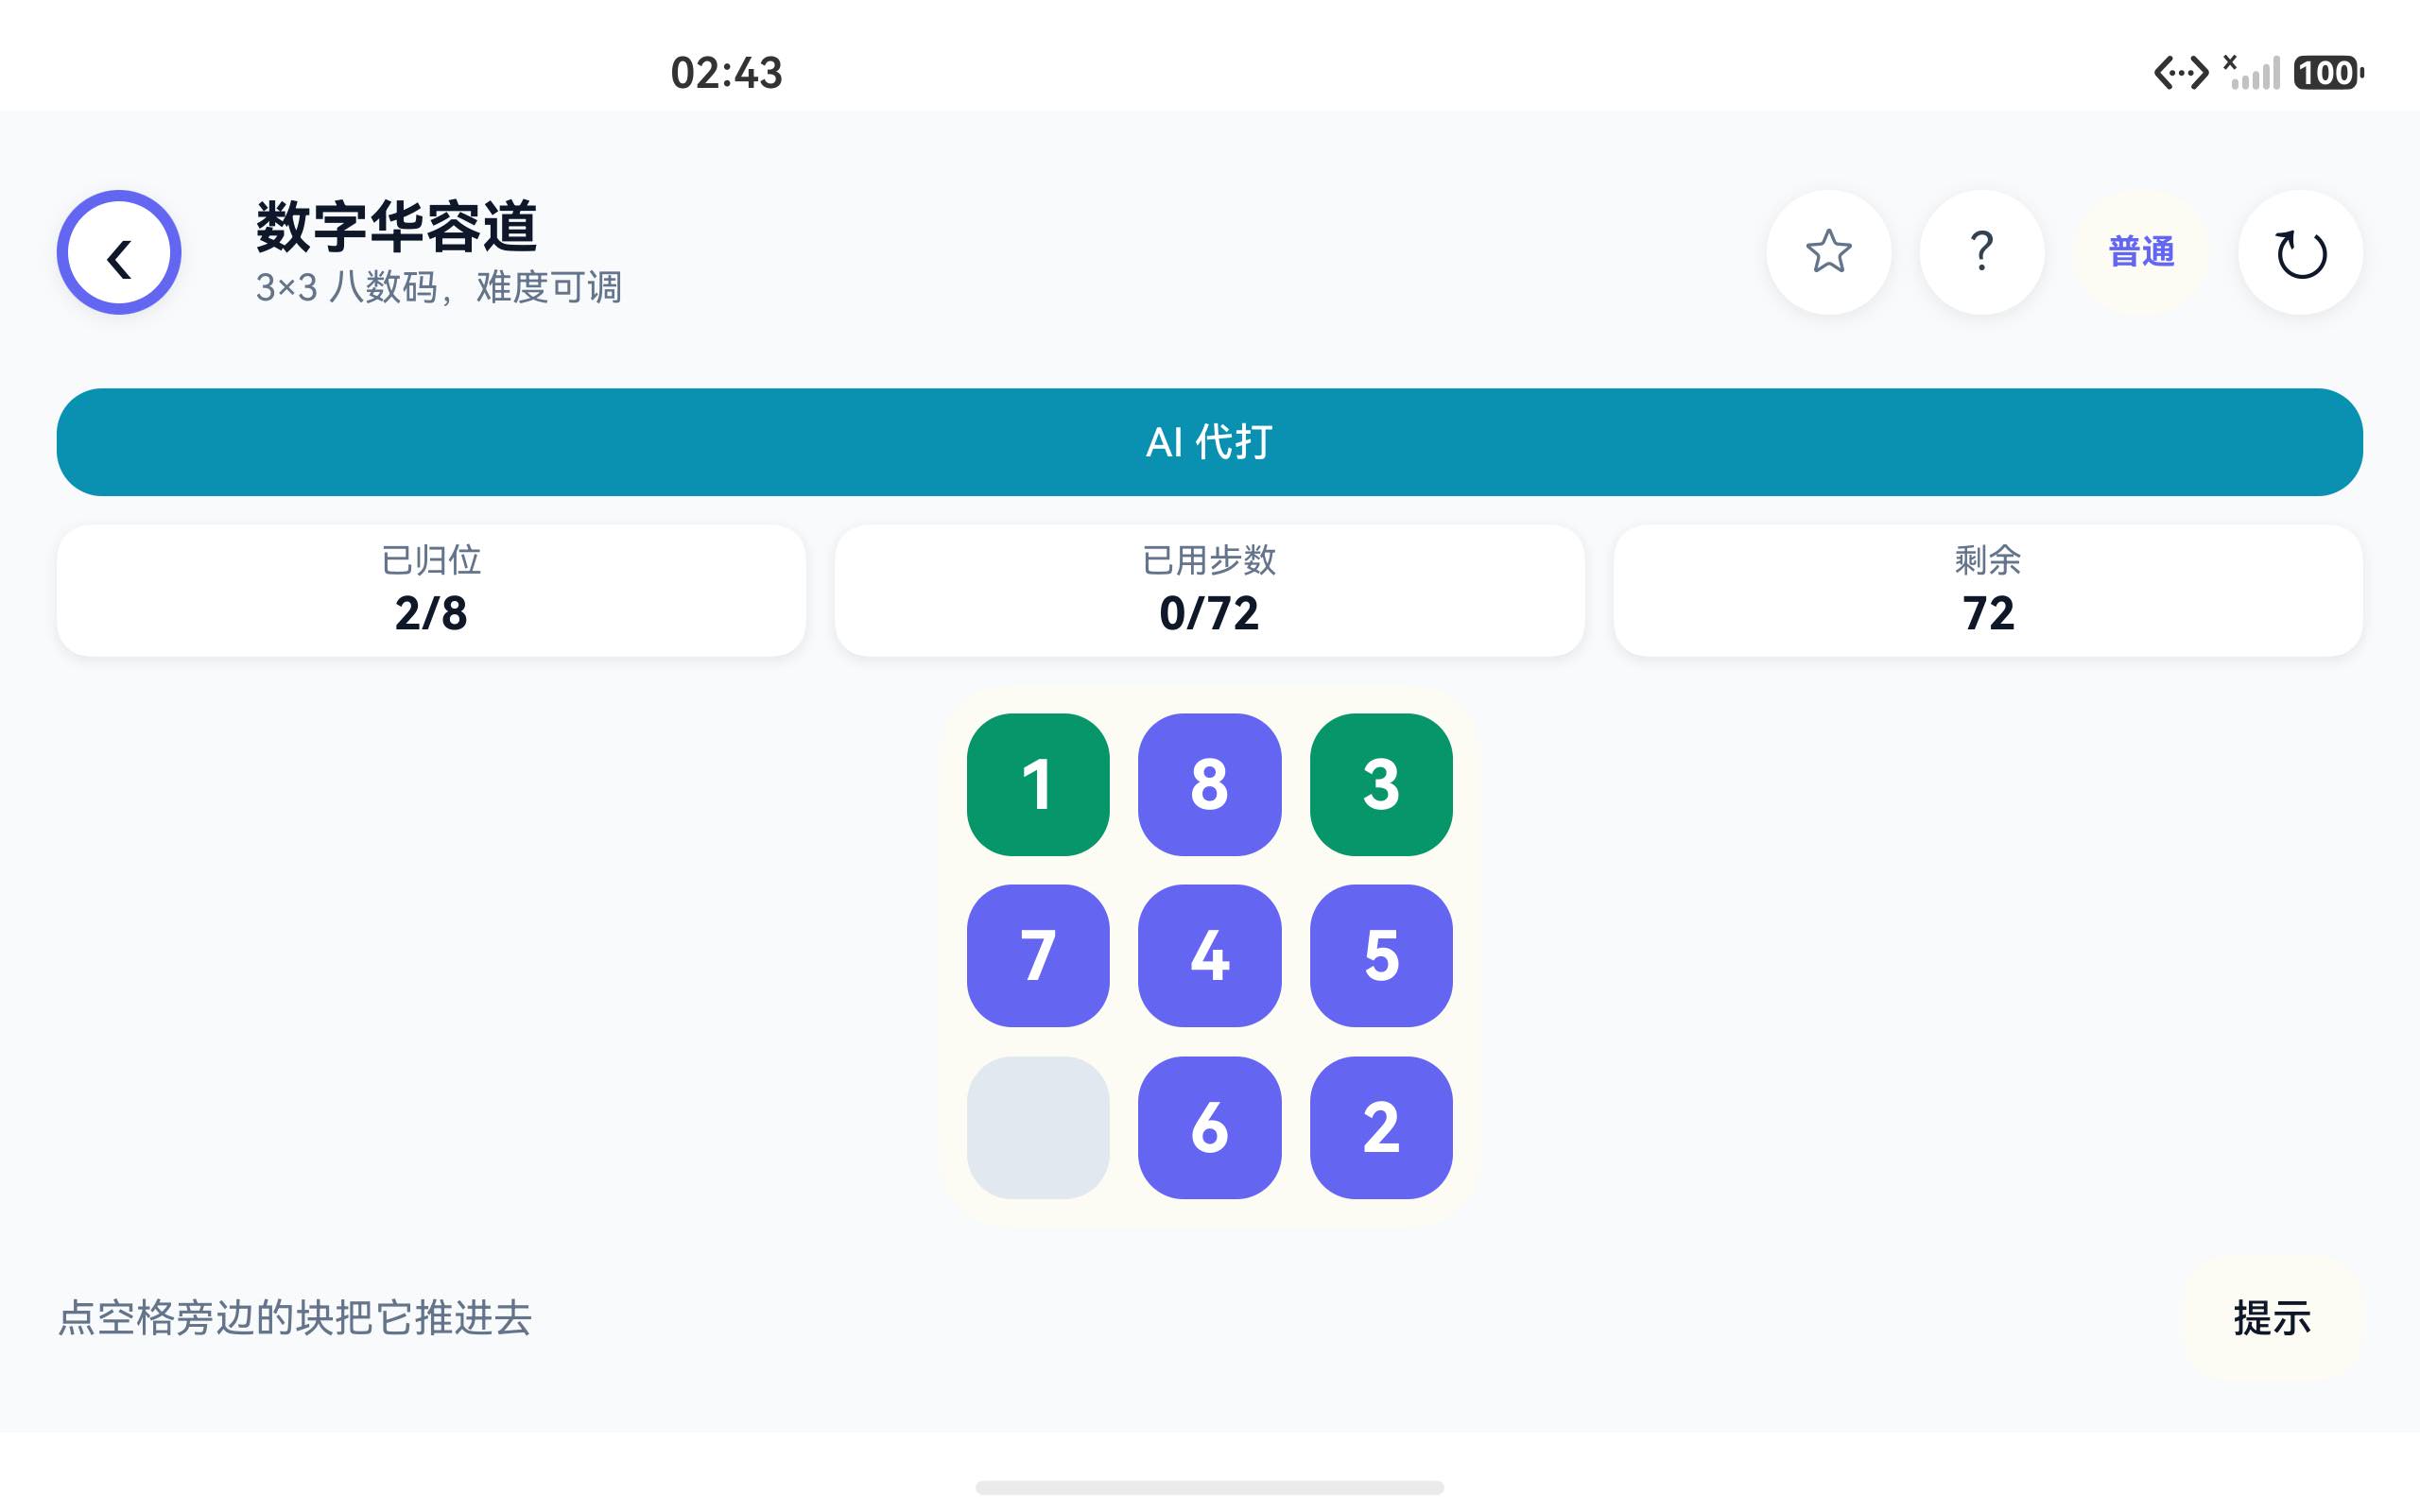 02:43
100
数字华容道
3×3 八数码，难度可调
?
普通
AI 代打
已归位
2/8
已用步数
0/72
剩余
72
1 8 3
7 4 5
6 2
点空格旁边的块把它推进去
提示